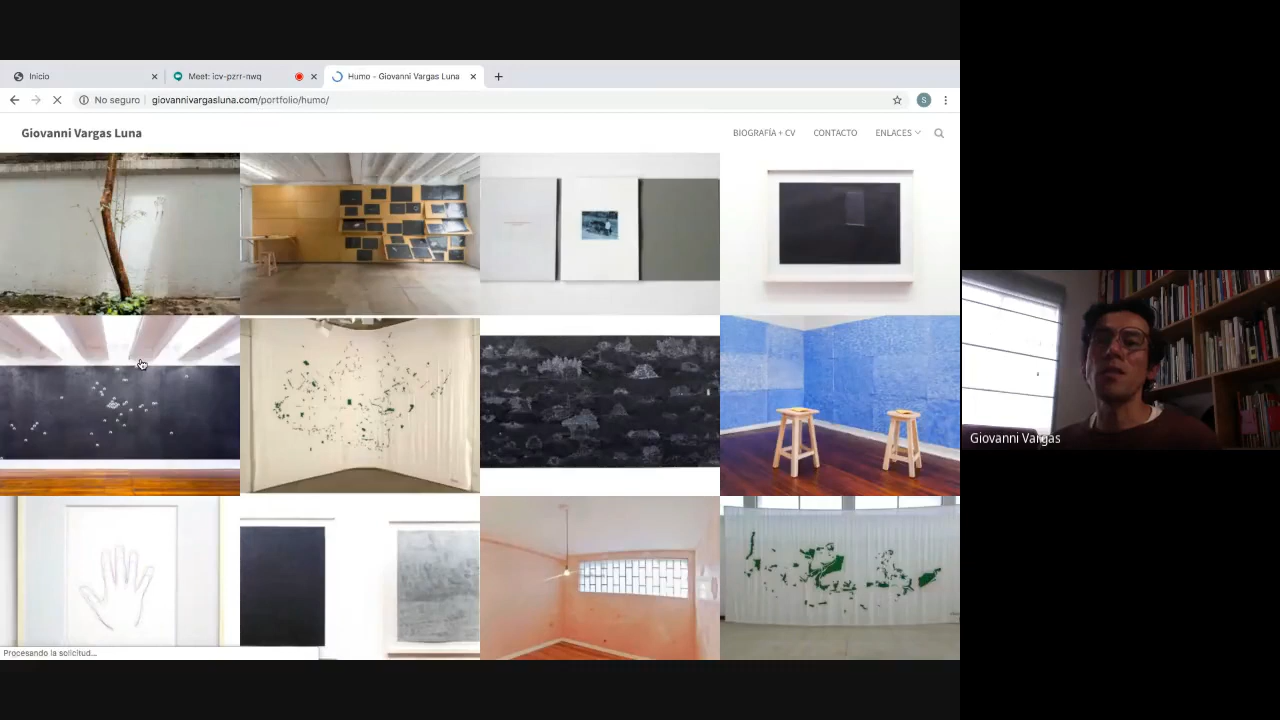 Inicio
Meet: icv-pzrr-nwq
Humo - Giovanni Vargas Luna
No seguro
giovannivargasluna.com/portfolio/humo/
S
Giovanni Vargas Luna
BIOGRAFÍA + CV
CONTACTO
ENLACES
Giovanni Vargas
Procesando la solicitud...